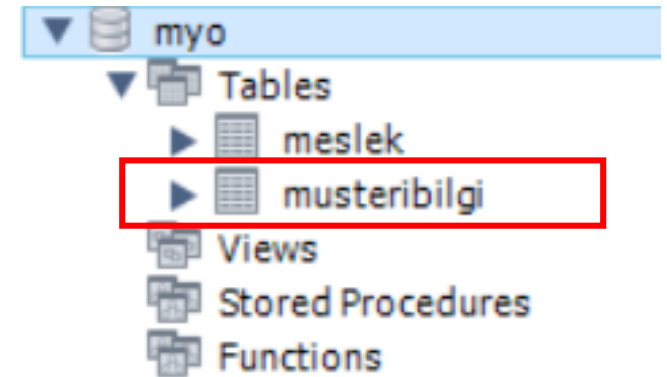 myo
Tables
meslek
musteribilgi
Views
Stored Procedures
Functions